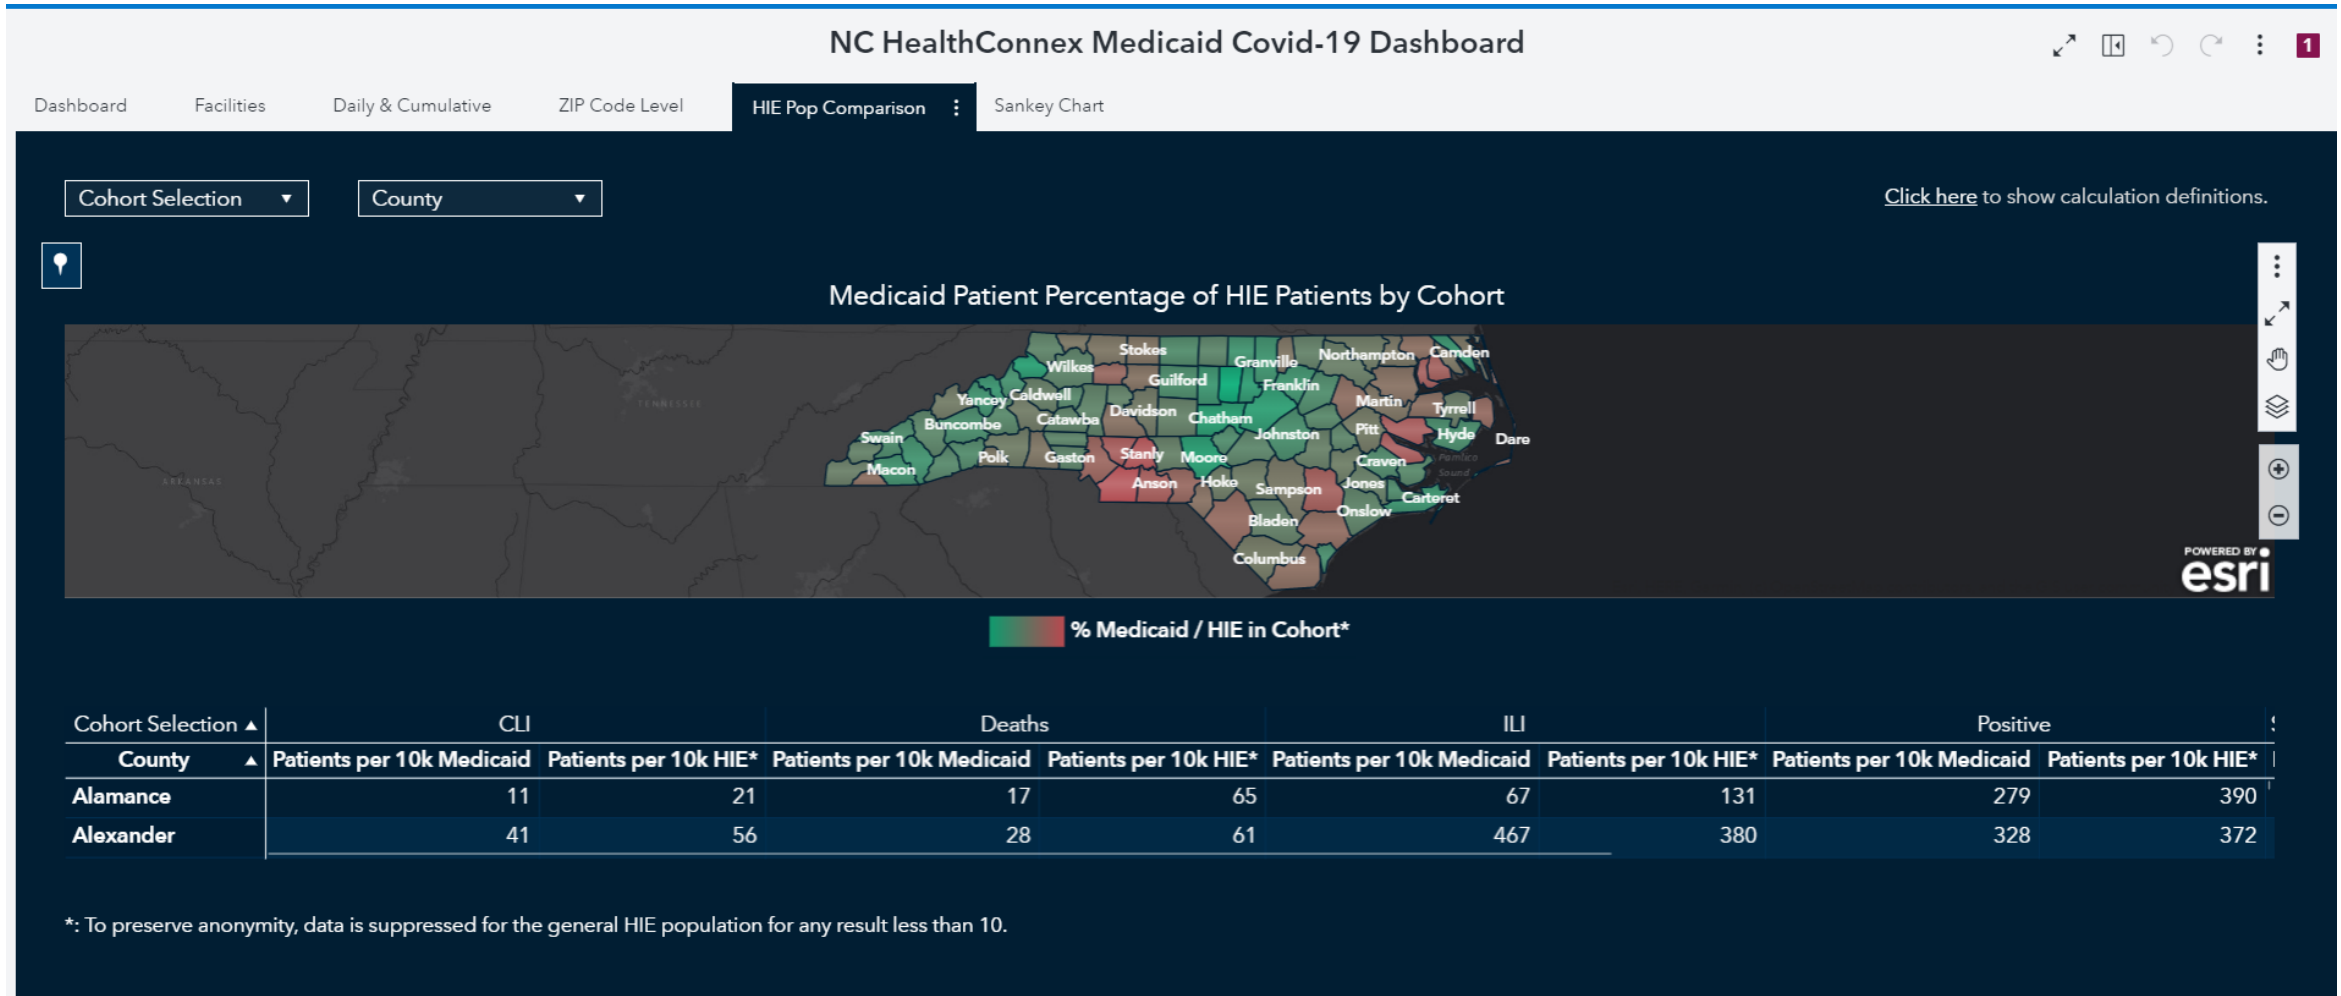 NC HealthConnex Medicaid Covid-19 Dashboard
1
Dashboard Facilities Daily & Cumulative ZIP Code Level HIE Pop Comparison Sankey Chart
Cohort Selection County
Click here to show calculation definitions.
Medicaid Patient Percentage of HIE Patients by Cohort
Stokes Granville Northampton Camden
Wilkes Guilford Franklin
Yancey Caldwell Davidson Chatham Martin Tyrrell
TENNESSEE
Swain Buncombe Catawba Johnston Pitt Hyde Dare
Macon Polk Gaston Stanly Moore Craven Pamlico Sound
ARKANSAS
Anson Hoke Sampson Jones Carteret
Bladen Onslow
Columbus
POWERED BY
esri
% Medicaid / HIE in Cohort*
Cohort Selection CLI Deaths ILI Positive
County Patients per 10k Medicaid Patients per 10k HIE* Patients per 10k Medicaid Patients per 10k HIE* Patients per 10k Medicaid Patients per 10k HIE* Patients per 10k Medicaid Patients per 10k HIE*
Alamance 11 21 17 65 67 131 279 390
Alexander 41 56 28 61 467 380 328 372
*: To preserve anonymity, data is suppressed for the general HIE population for any result less than 10.